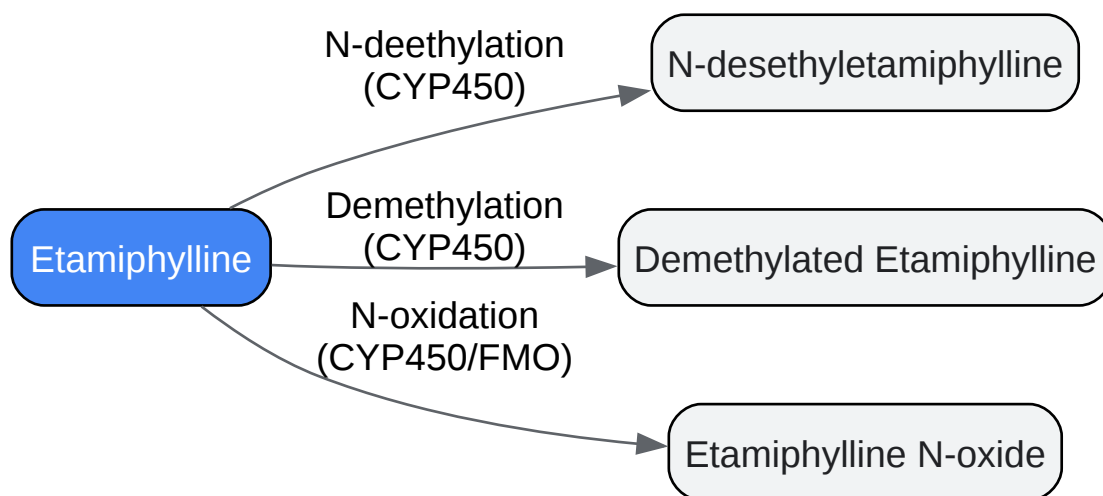 N-deethylation
(CYP450)
N-desethyletamiphylline
Etamiphylline
Demethylation
(CYP450)
Demethylated Etamiphylline
N-oxidation
(CYP450/FMO)
Etamiphylline N-oxide